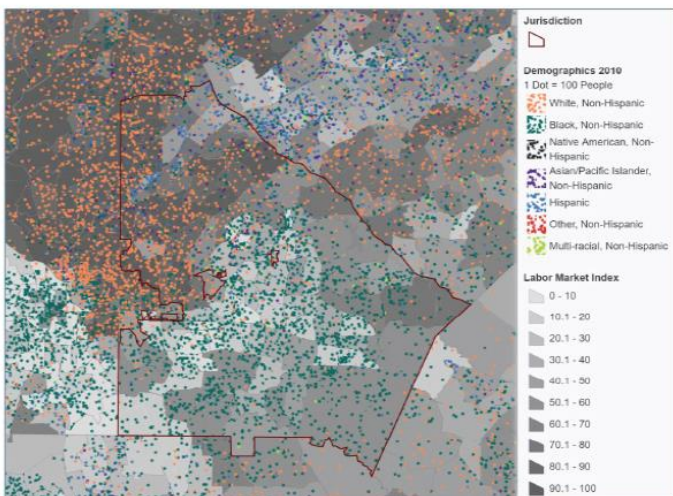 Jurisdiction
Demographics 2010
1 Dot = 100 People
White, Non-Hispanic
Black, Non-Hispanic
Native American, Non-
Hispanic
Asian/Pacific Islander,
Non-Hispanic
Hispanic
Other, Non-Hispanic
Multi-racial, Non-Hispanic
Labor Market Index
0 - 10
10.1 - 20
20.1 - 30
30.1 - 40
40.1 - 50
50.1 - 60
60.1 - 70
70.1 - 80
80.1 - 90
90.1 - 100